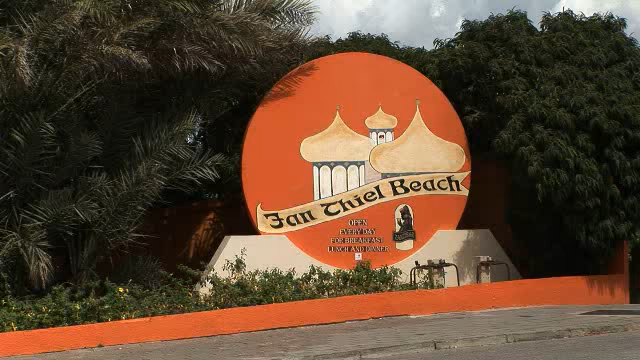 Jan Thiel Beach
OPEN
EVERY DAY
FOR BREAKFAST
LUNCH AND DINNER